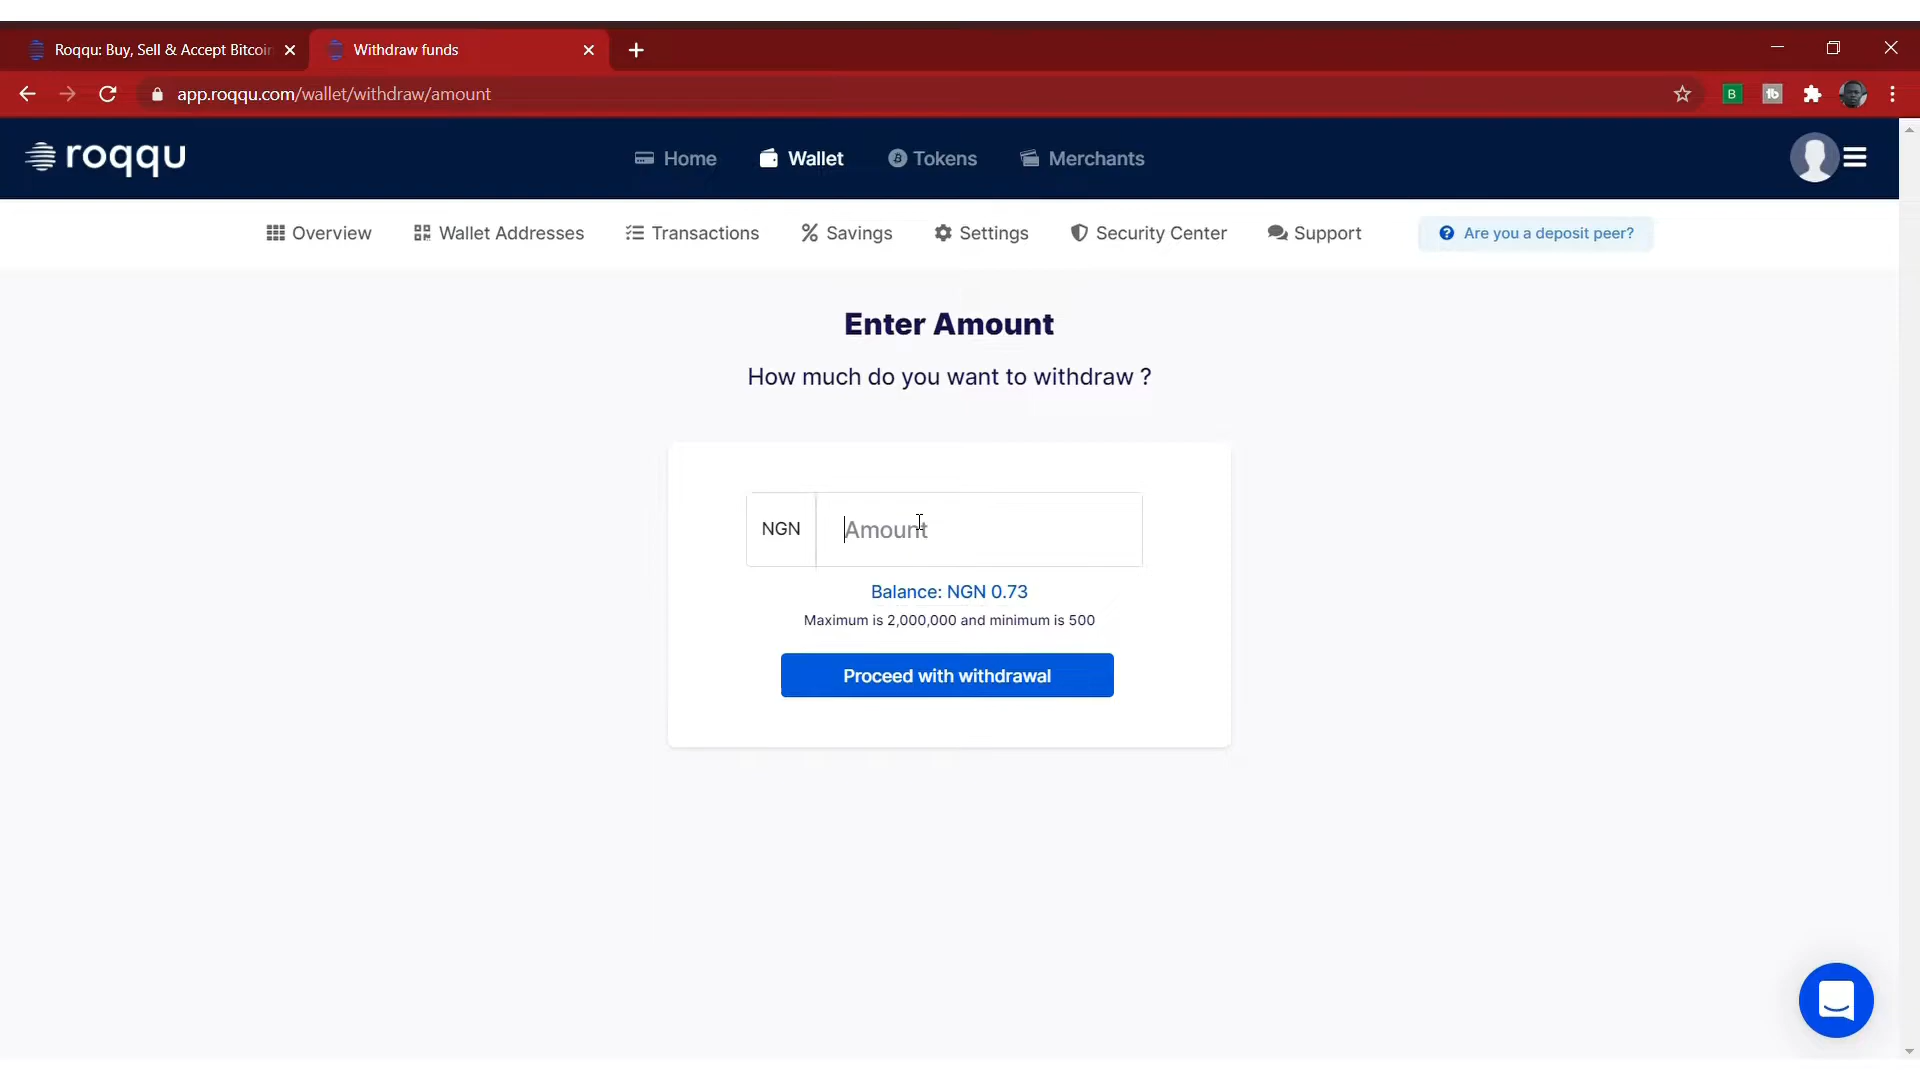 Roqqu: Buy, Sell & Accept Bitcoin
Withdraw funds
app.roqqu.com/wallet/withdraw/amount
B
tb
roqqu
Home
Wallet
Tokens
Merchants
Overview
Wallet Addresses
Transactions
Savings
Settings
Security Center
Support
Are you a deposit peer?
Enter Amount
How much do you want to withdraw ?
NGN
Amount
Balance: NGN 0.73
Maximum is 2,000,000 and minimum is 500
Proceed with withdrawal